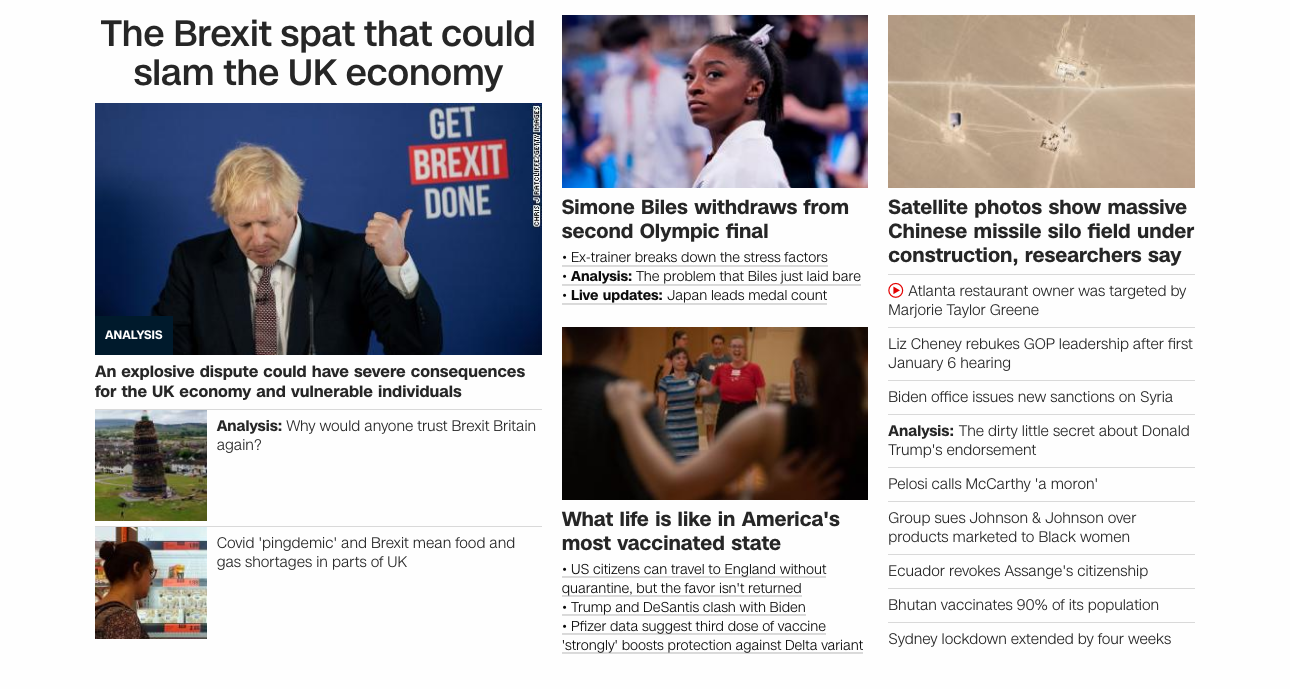 The Brexit spat that could
slam the UK economy
GET
BREXIT
DONE
CHRIS J RATCLIFFE/GETTY IMAGES
ANALYSIS
An explosive dispute could have severe consequences
for the UK economy and vulnerable individuals
Analysis: Why would anyone trust Brexit Britain
again?
Covid 'pingdemic' and Brexit mean food and
gas shortages in parts of UK
Simone Biles withdraws from
second Olympic final
• Ex-trainer breaks down the stress factors
• Analysis: The problem that Biles just laid bare
• Live updates: Japan leads medal count
What life is like in America's
most vaccinated state
• US citizens can travel to England without
quarantine, but the favor isn't returned
• Trump and DeSantis clash with Biden
• Pfizer data suggest third dose of vaccine
'strongly' boosts protection against Delta variant
Satellite photos show massive
Chinese missile silo field under
construction, researchers say
Atlanta restaurant owner was targeted by
Marjorie Taylor Greene
Liz Cheney rebukes GOP leadership after first
January 6 hearing
Biden office issues new sanctions on Syria
Analysis: The dirty little secret about Donald
Trump's endorsement
Pelosi calls McCarthy 'a moron'
Group sues Johnson & Johnson over
products marketed to Black women
Ecuador revokes Assange's citizenship
Bhutan vaccinates 90% of its population
Sydney lockdown extended by four weeks